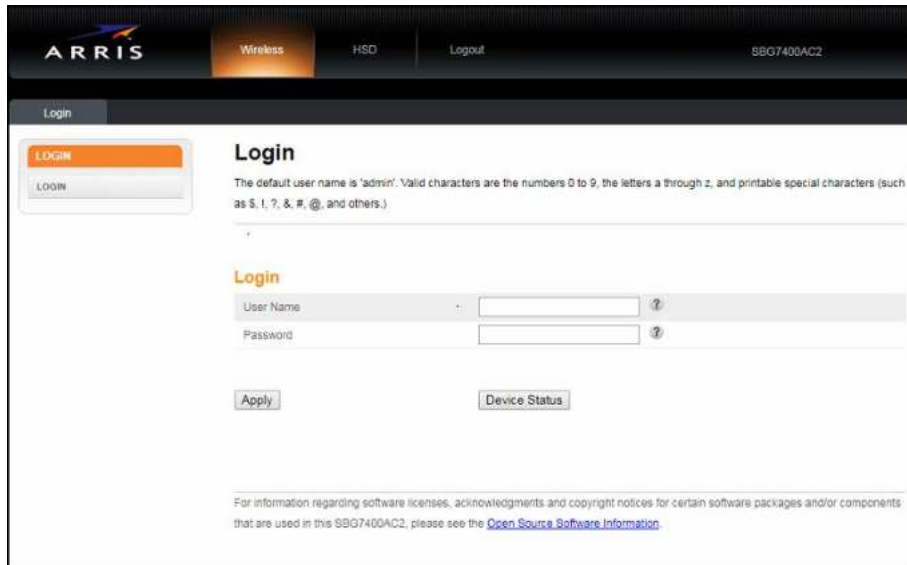 ARRIS
Wireless HSD Logout SBG7400AC2
Login
LOGIN
LOGIN
Login
The default user name is 'admin'. Valid characters are the numbers 0 to 9, the letters a through z, and printable special characters (such
as $, !, ?, &, #, @, and others.)
Login
User Name
Password
Apply Device Status
For information regarding software licenses, acknowledgments and copyright notices for certain software packages and/or components
that are used in this SBG7400AC2, please see the Open Source Software Information.